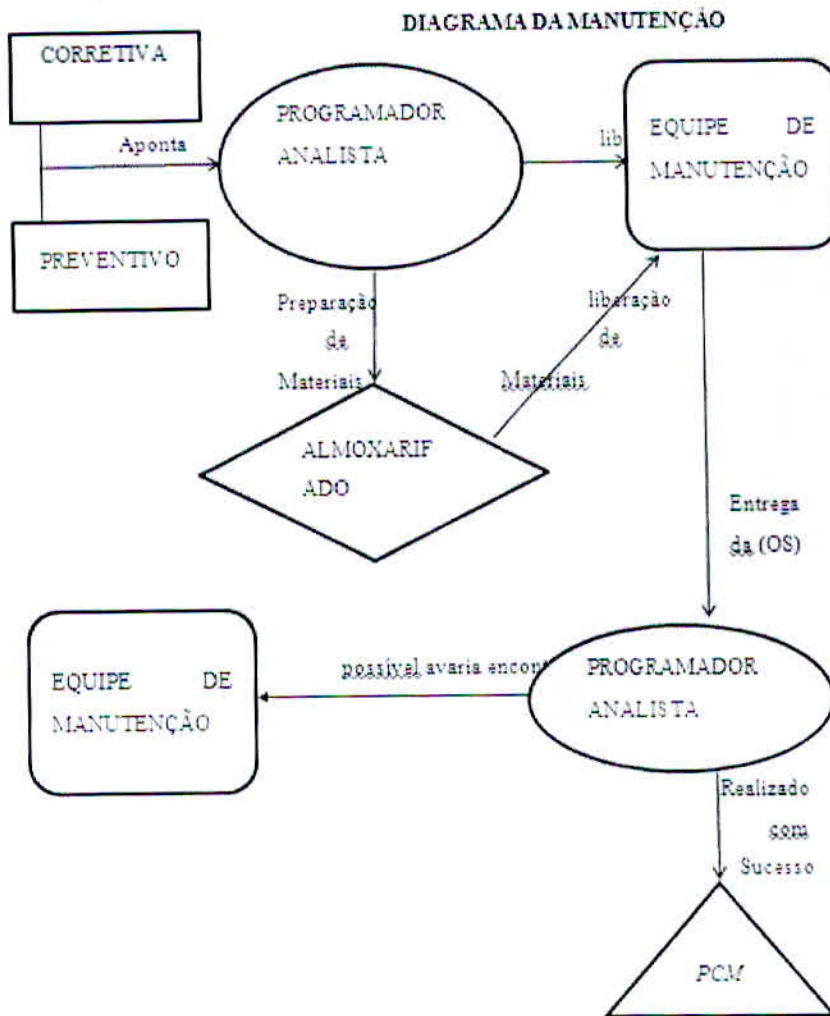 DIAGRAMA DA MANUTENÇÃO
CORRETIVA
Aponta
PREVENTIVO
PROGRAMADOR
ANALISTA
lib
EQUIPE DE
MANUTENÇÃO
Preparação
de
Materiais
liberação
de
Materiais
ALMOXARIF
ADO
Entrega
da (OS)
EQUIPE DE
MANUTENÇÃO
possível avaria encont
PROGRAMADOR
ANALISTA
Realizado
com
Sucesso
PCM